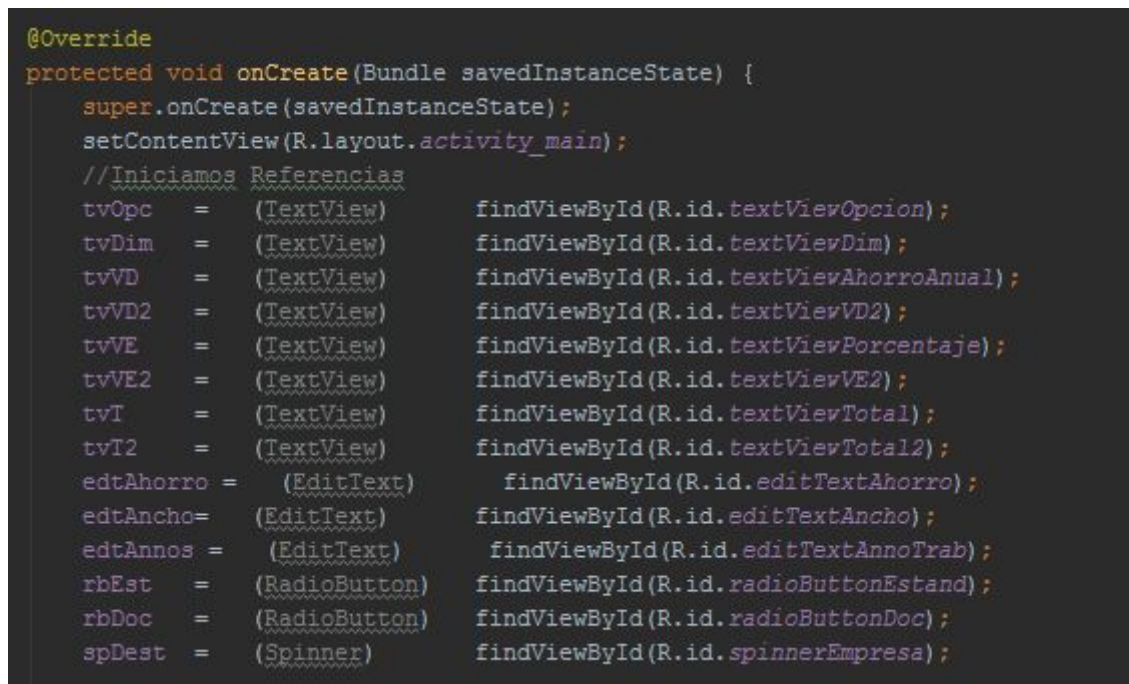 @Override
protected void onCreate(Bundle savedInstanceState) {
super.onCreate(savedInstanceState);
setContentView(R.layout.activity_main);
//Iniciamos Referencias
tvOpc = (TextView) findViewById(R.id.textViewOpcion);
tvDim = (TextView) findViewById(R.id.textViewDim);
tvVD = (TextView) findViewById(R.id.textViewAhorroAnual);
tvVD2 = (TextView) findViewById(R.id.textViewVD2);
tvVE = (TextView) findViewById(R.id.textViewPorcentaje);
tvVE2 = (TextView) findViewById(R.id.textViewVE2);
tvT = (TextView) findViewById(R.id.textViewTotal);
tvT2 = (TextView) findViewById(R.id.textViewTotal2);
edtAhorro = (EditText) findViewById(R.id.editTextAhorro);
edtAncho= (EditText) findViewById(R.id.editTextAncho);
edtAnnos = (EditText) findViewById(R.id.editTextAnnoTrab);
rbEst = (RadioButton) findViewById(R.id.radioButtonEstand);
rbDoc = (RadioButton) findViewById(R.id.radioButtonDoc);
spDest = (Spinner) findViewById(R.id.spinnerEmpresa);